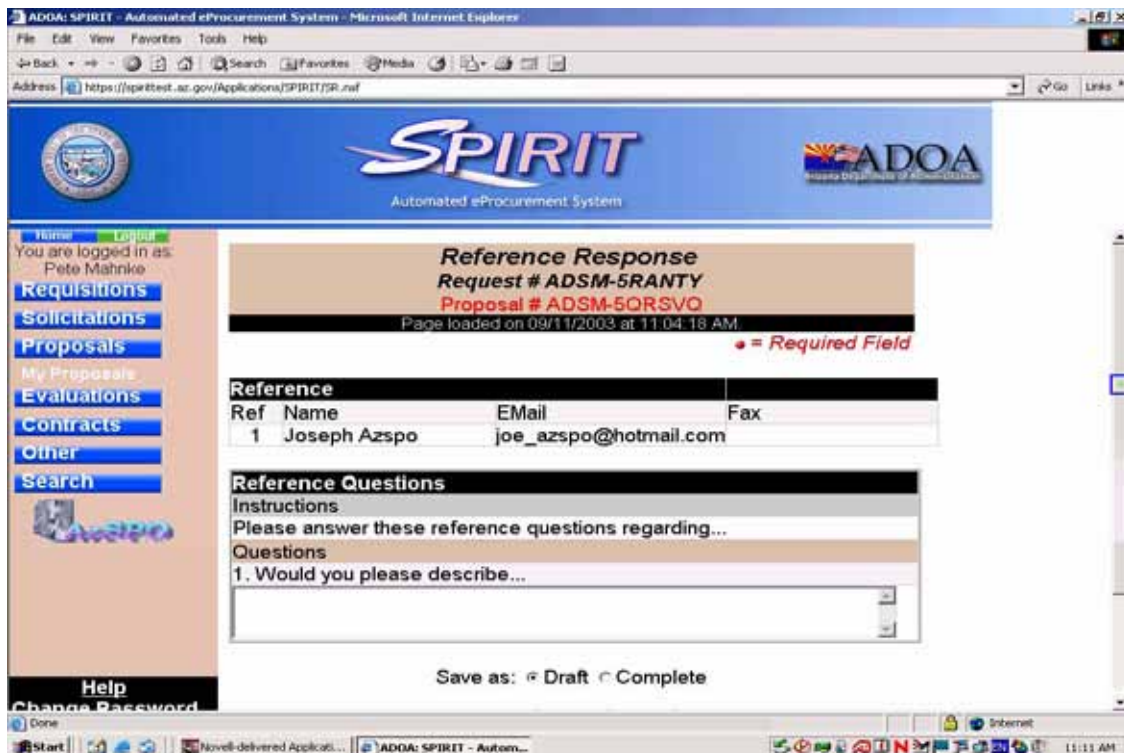 ADOA: SPIRIT - Automated eProcurement System - Microsoft Internet Explorer
File Edit View Favorites Tools Help
Back Search Favorites Media
Address https://spirittest.az.gov/Applications/SPIRIT/SR.nsf Go Links
SPIRIT
Automated eProcurement System
ADOA
Arizona Department of Administration
Home Logout
You are logged in as:
Pete Mahnke
Requisitions
Solicitations
Proposals
My Proposals
Evaluations
Contracts
Other
Search
AzSPO
Help
Change Password
Reference Response
Request # ADSM-5RANTY
Proposal # ADSM-5QRSVQ
Page loaded on 09/11/2003 at 11:04:18 AM
= Required Field
Reference
Ref Name EMail Fax
1 Joseph Azspo joe_azspo@hotmail.com
Reference Questions
Instructions
Please answer these reference questions regarding...
Questions
1. Would you please describe...
Save as: Draft Complete
Done Internet
Start Novell-delivered Applicati... ADOA: SPIRIT - Autom... 11:11 AM